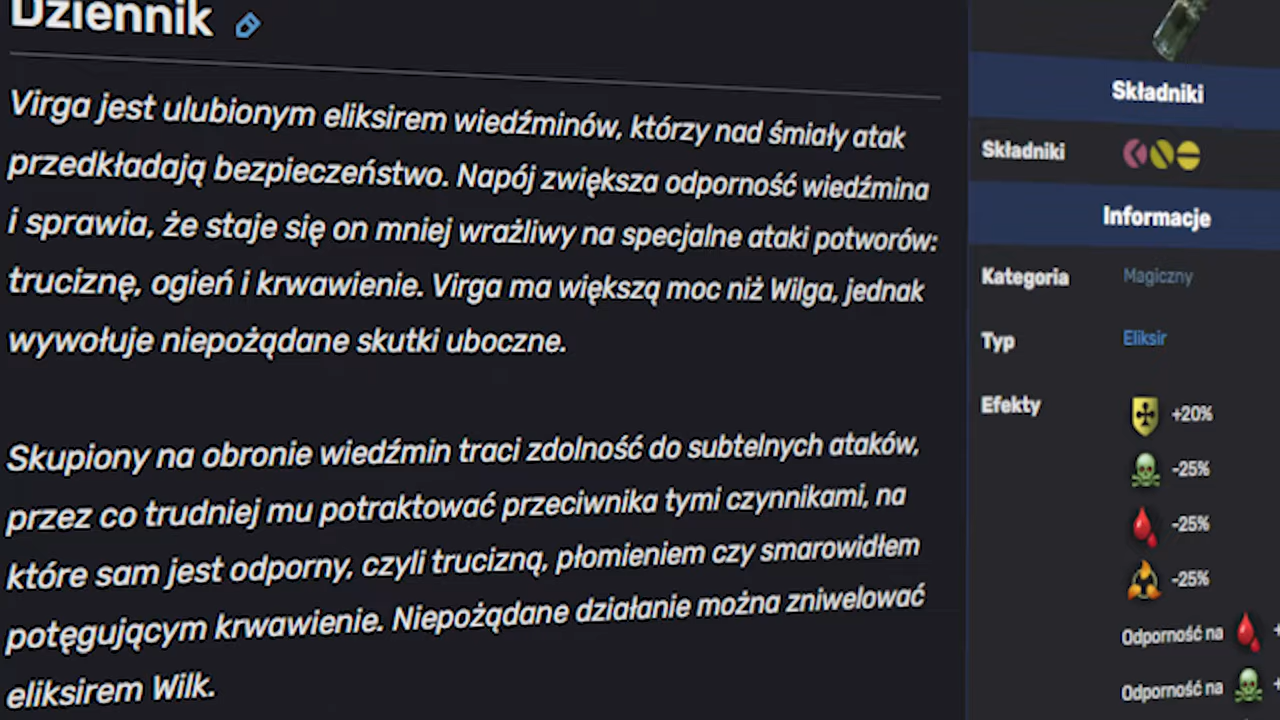 Dziennik
Virga jest ulubionym eliksirem wiedźminów, którzy nad śmiały atak
przedkładają bezpieczeństwo. Napój zwiększa odporność wiedźmina
i sprawia, że staje się on mniej wrażliwy na specjalne ataki potworów:
truciznę, ogień i krwawienie. Virga ma większą moc niż Wilga, jednak
wywołuje niepożądane skutki uboczne.
Skupiony na obronie wiedźmin traci zdolność do subtelnych ataków,
przez co trudniej mu potraktować przeciwnika tymi czynnikami, na
które sam jest odporny, czyli trucizną, płomieniem czy smarowidłem
potęgującym krwawienie. Niepożądane działanie można zniwelować
eliksirem Wilk.
Składniki
Składniki
Informacje
Kategoria Magiczny
Typ Eliksir
Efekty +20%
-25%
-25%
-25%
Odporność na +
Odporność na +